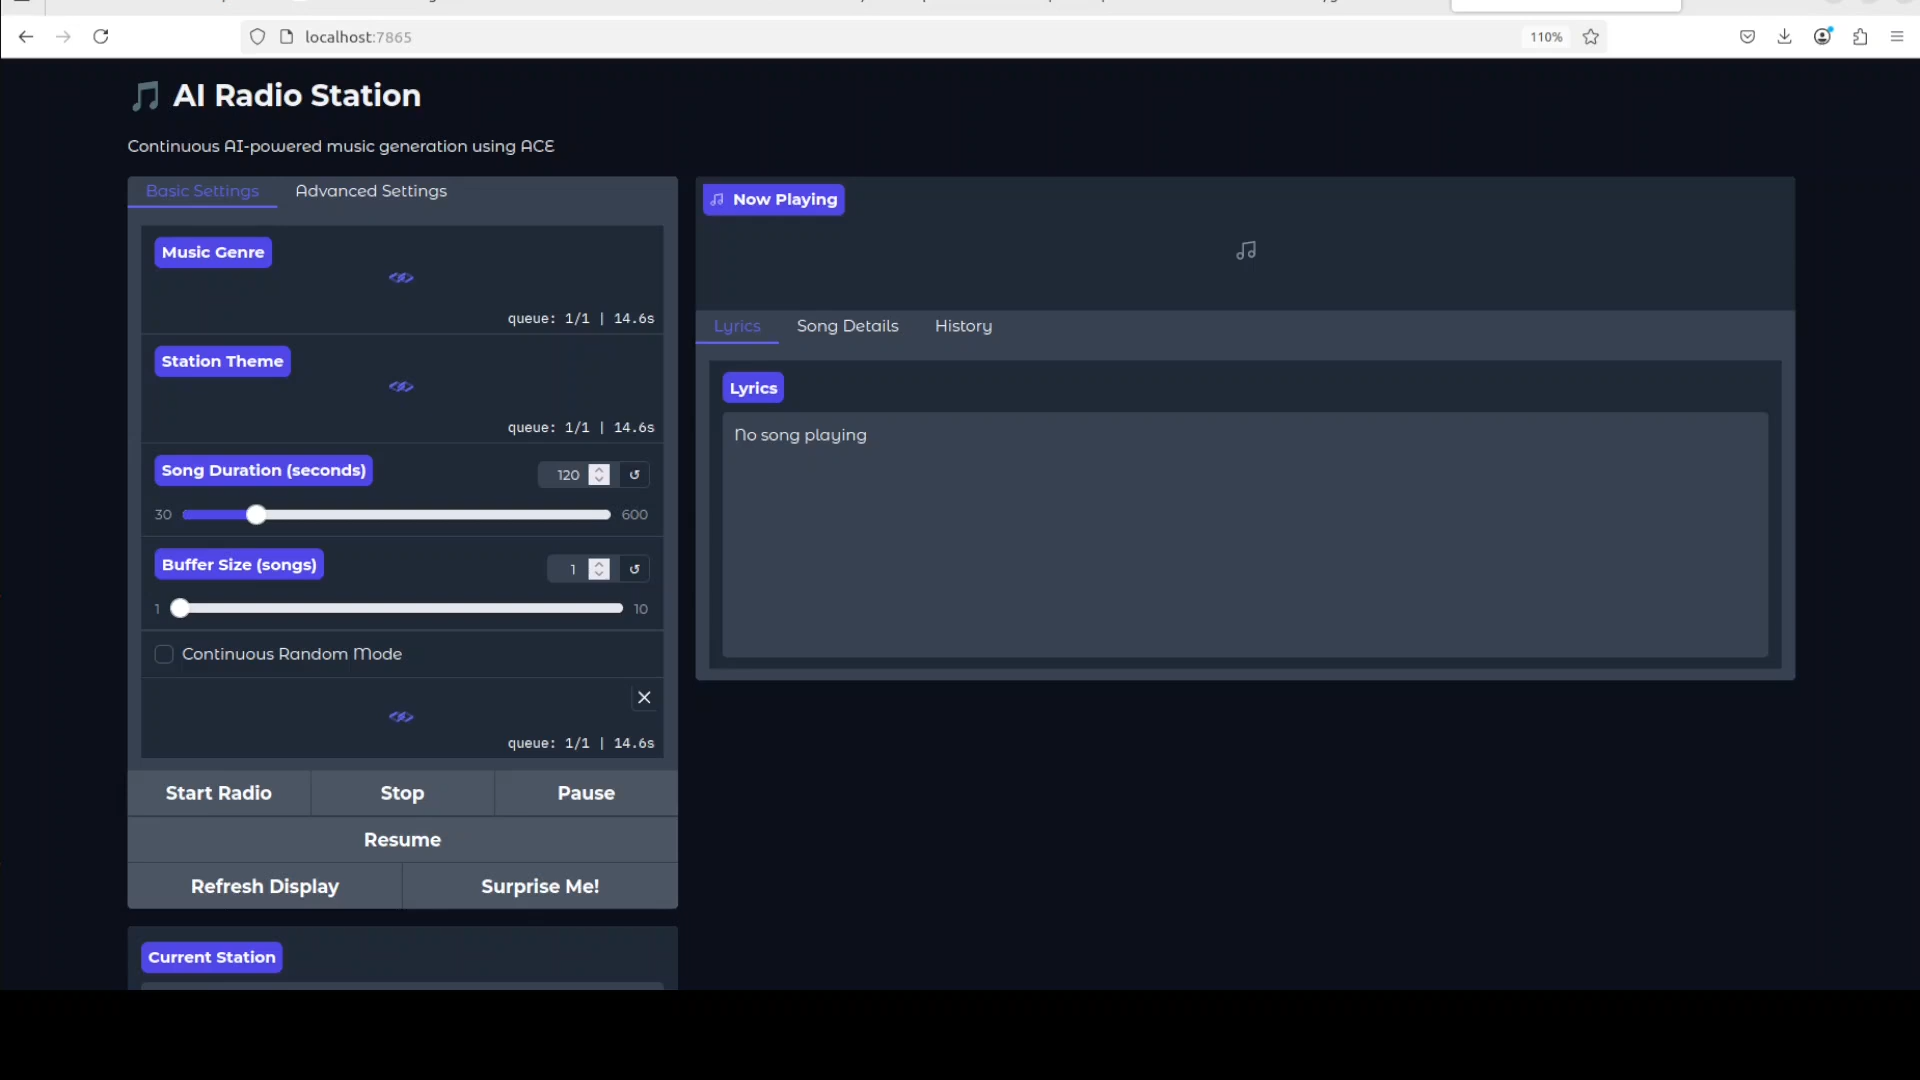 localhost:7865
110%
AI Radio Station
Continuous AI-powered music generation using ACE
Basic Settings
Advanced Settings
Music Genre
queue: 1/1 | 14.6s
Station Theme
queue: 1/1 | 14.6s
Song Duration (seconds)
120
30
600
Buffer Size (songs)
1
1
10
Continuous Random Mode
queue: 1/1 | 14.6s
Start Radio
Stop
Pause
Resume
Refresh Display
Surprise Me!
Current Station
Now Playing
Lyrics
Song Details
History
Lyrics
No song playing